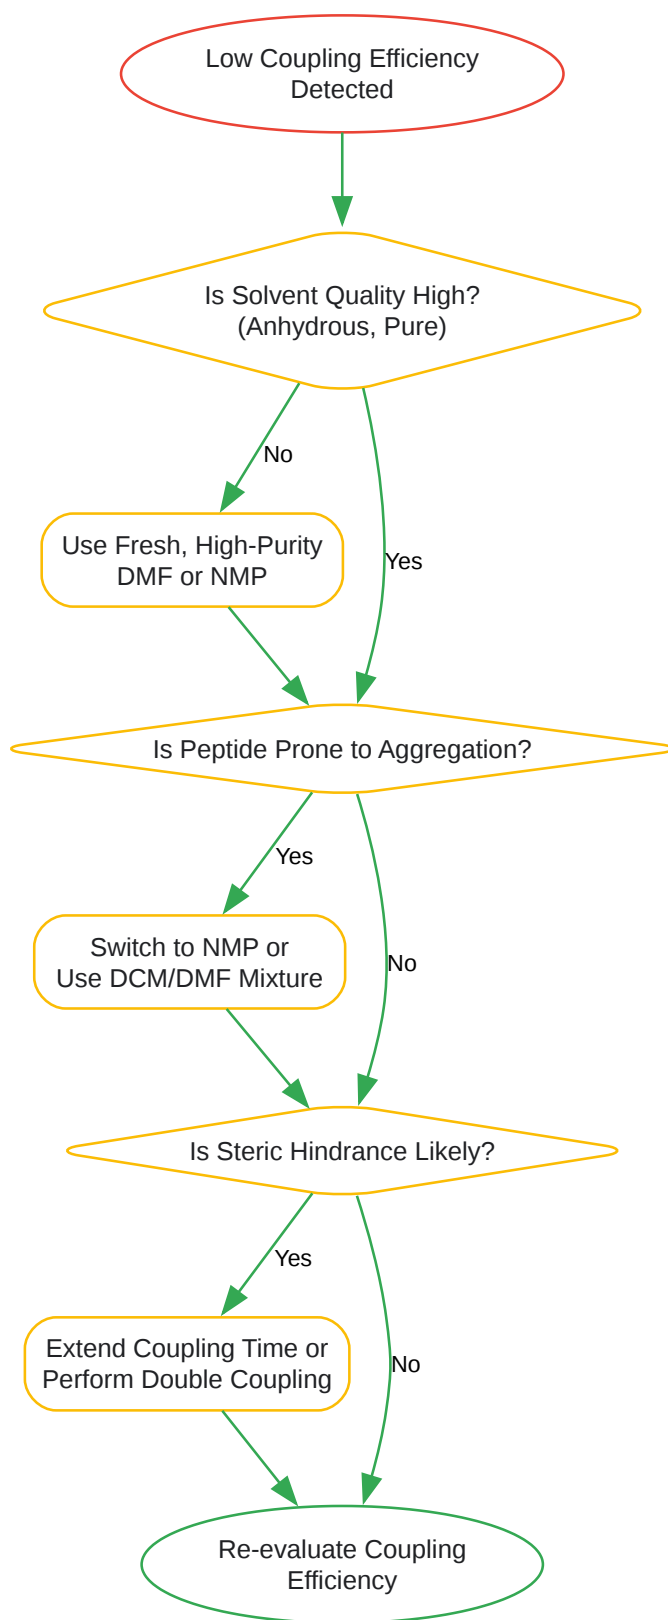 Low Coupling Efficiency
Detected
Is Solvent Quality High?
(Anhydrous, Pure)
No
Use Fresh, High-Purity
DMF or NMP
Yes
Is Peptide Prone to Aggregation?
Yes
Switch to NMP or
Use DCM/DMF Mixture
No
Is Steric Hindrance Likely?
Yes
Extend Coupling Time or
Perform Double Coupling
No
Re-evaluate Coupling
Efficiency